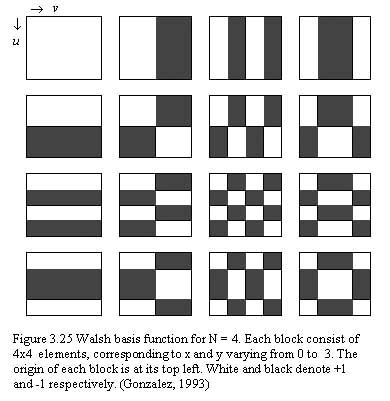 → v
↓
u
Figure 3.25 Walsh basis function for N = 4. Each block consist of
4x4 elements, corresponding to x and y varying from 0 to 3. The
origin of each block is at its top left. White and black denote +1
and -1 respectively. (Gonzalez, 1993)